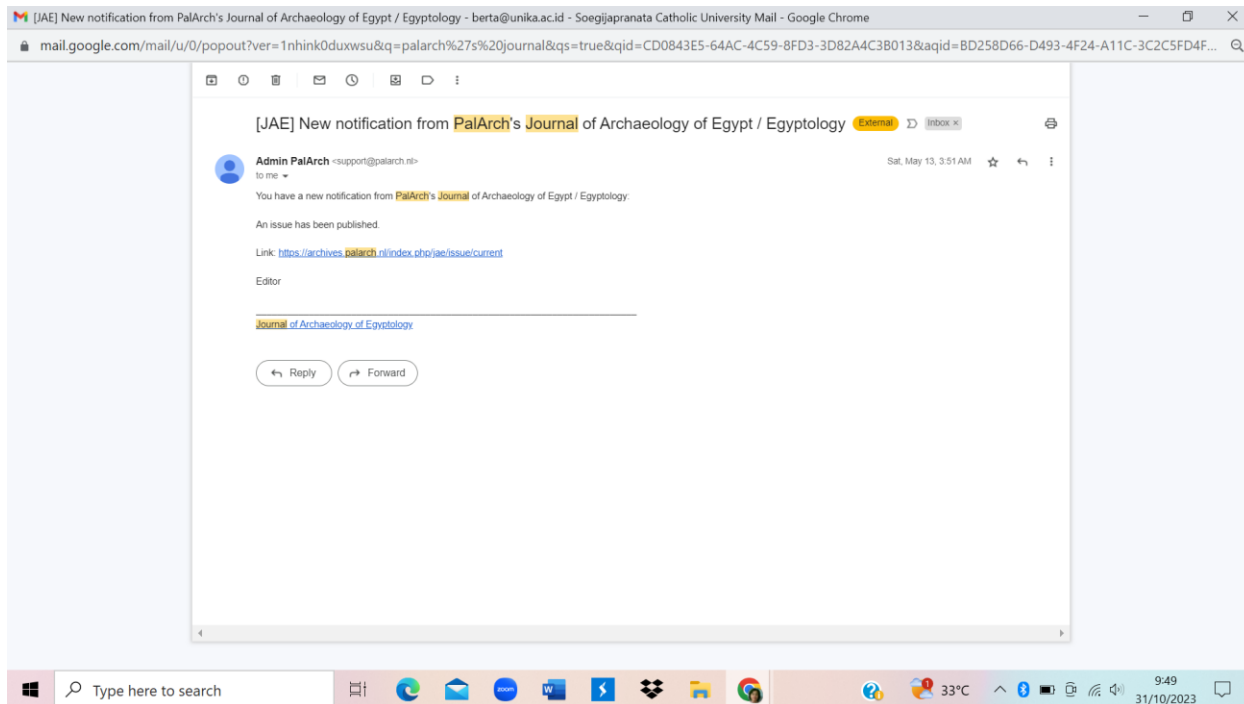 [JAE] New notification from PalArch's Journal of Archaeology of Egypt / Egyptology - berta@unika.ac.id - Soegijapranata Catholic University Mail - Google Chrome
mail.google.com/mail/u/0/popout?ver=1nhink0duxwsu&q=palarch%27s%20journal&qs=true&qid=CD0843E5-64AC-4C59-8FD3-3D82A4C3B013&aqid=BD258D66-D493-4F24-A11C-3C2C5FD4F...
[JAE] New notification from PalArch's Journal of Archaeology of Egypt / Egyptology External Inbox ×
Admin PalArch <support@palarch.nl> Sat, May 13, 3:51 AM
to me
You have a new notification from PalArch's Journal of Archaeology of Egypt / Egyptology:
An issue has been published.
Link: https://archives.palarch.nl/index.php/jae/issue/current
Editor
Journal of Archaeology of Egyptology
Reply Forward
Type here to search zoom 33°C 9:49
31/10/2023